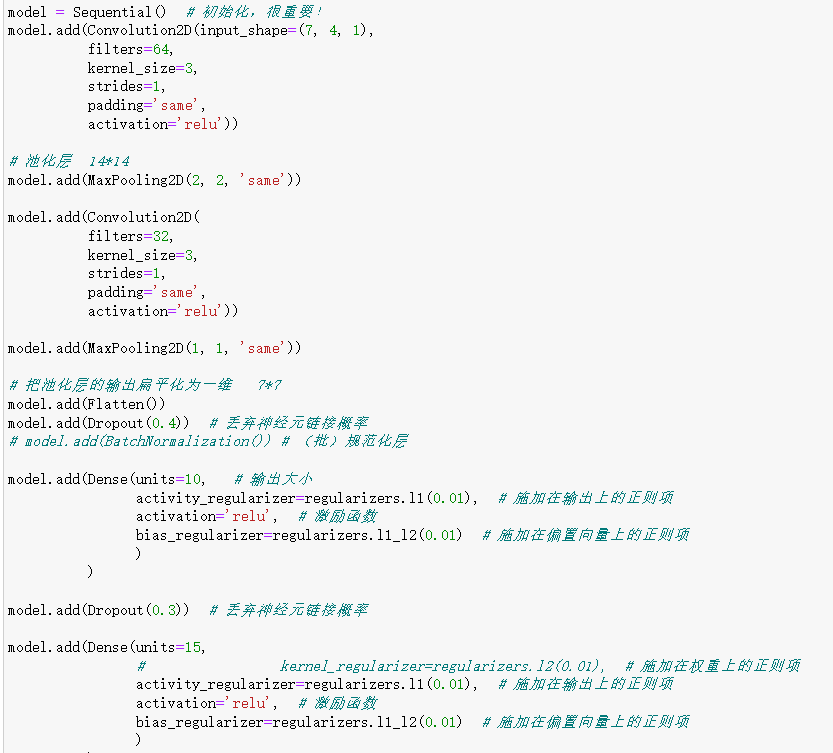 model = Sequential()  # 初始化，很重要！
model.add(Convolution2D(input_shape=(7, 4, 1),
          filters=64,
          kernel_size=3,
          strides=1,
          padding='same',
          activation='relu'))
# 池化层  14*14
model.add(MaxPooling2D(2, 2, 'same'))
model.add(Convolution2D(
          filters=32,
          kernel_size=3,
          strides=1,
          padding='same',
          activation='relu'))
model.add(MaxPooling2D(1, 1, 'same'))
# 把池化层的输出扁平化为一维   7*7
model.add(Flatten())
model.add(Dropout(0.4))  # 丢弃神经元链接概率
# model.add(BatchNormalization()) # （批）规范化层
model.add(Dense(units=10,   # 输出大小
                activity_regularizer=regularizers.l1(0.01),  # 施加在输出上的正则项
                activation='relu',  # 激励函数
                bias_regularizer=regularizers.l1_l2(0.01)  # 施加在偏置向量上的正则项
                )
          )
model.add(Dropout(0.3))  # 丢弃神经元链接概率
model.add(Dense(units=15,
                #                 kernel_regularizer=regularizers.l2(0.01),  # 施加在权重上的正则项
                activity_regularizer=regularizers.l1(0.01),  # 施加在输出上的正则项
                activation='relu',  # 激励函数
                bias_regularizer=regularizers.l1_l2(0.01)  # 施加在偏置向量上的正则项
                )